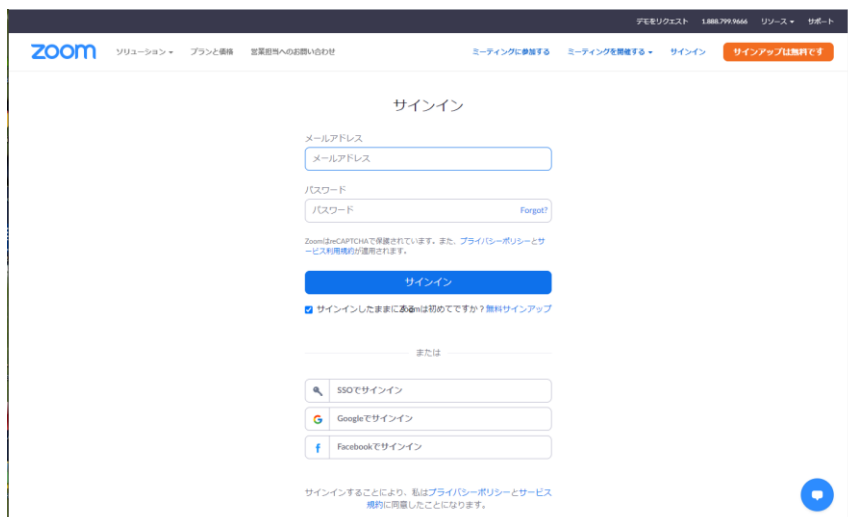 デモをリクエスト 1.888.799.9666 リソース サポート
zoom ソリューション プランと価格 営業担当へのお問い合わせ ミーティングに参加する ミーティングを開催する サインイン サインアップは無料です
サインイン
メールアドレス
メールアドレス
パスワード
パスワード Forgot?
ZoomはreCAPTCHAで保護されています。また、プライバシーポリシーとサ
ービス利用規約が適用されます。
サインイン
サインインしたままに はは初めてですか?無料サインアップ
または
SSOでサインイン
Googleでサインイン
Facebookでサインイン
サインインすることにより、私はプライバシーポリシーとサービス
規約に同意したことになります。